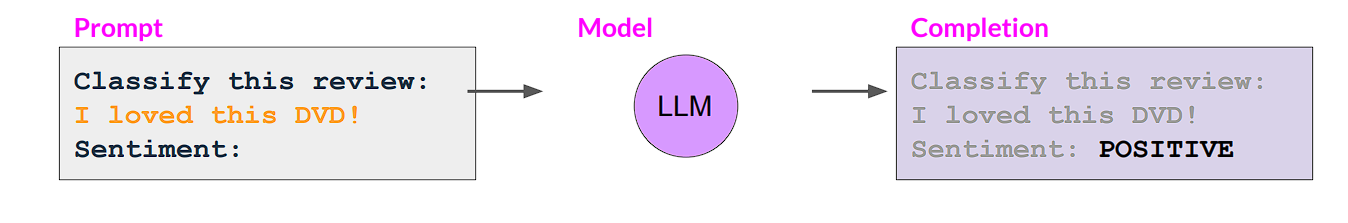 Prompt
Classify this review:
I loved this DVD!
Sentiment:
Model
LLM
Completion
Classify this review:
I loved this DVD!
Sentiment: POSITIVE